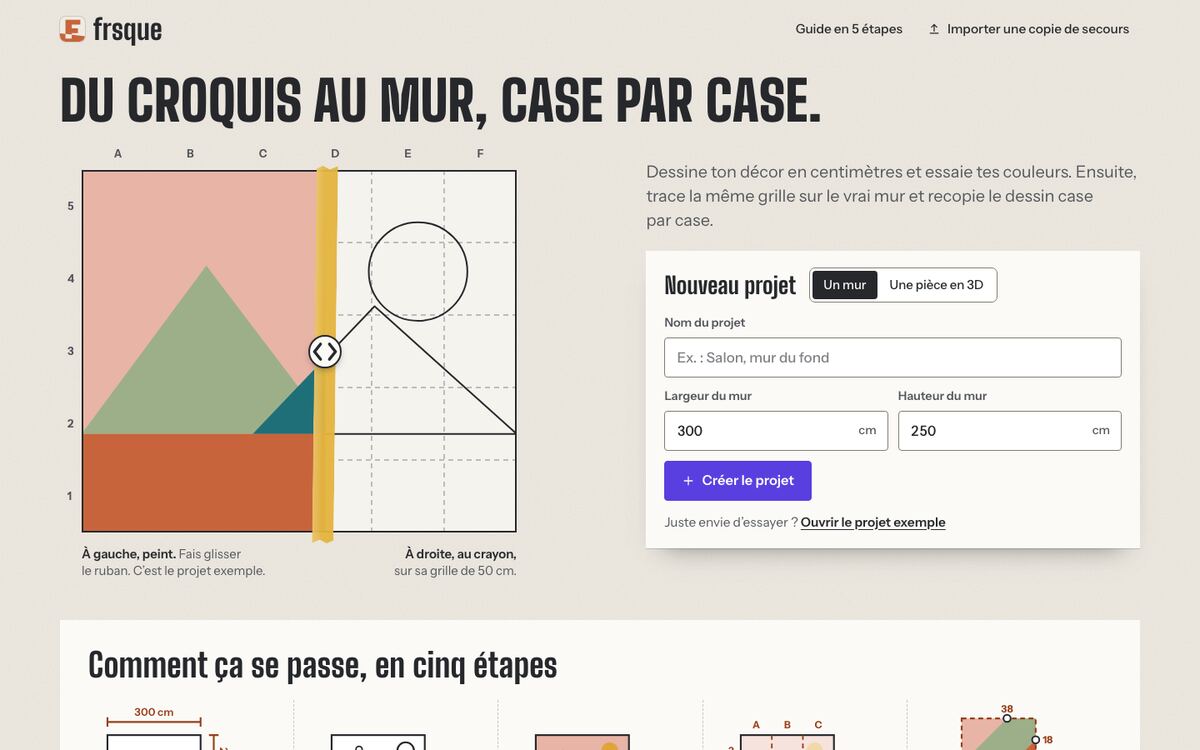 frsque
Guide en 5 étapes
Importer une copie de secours
DU CROQUIS AU MUR, CASE PAR CASE.
A B C D E F
5
4
3
2
1
À gauche, peint. Fais glisser
le ruban. C'est le projet exemple.
À droite, au crayon,
sur sa grille de 50 cm.
Dessine ton décor en centimètres et essaie tes couleurs. Ensuite,
trace la même grille sur le vrai mur et recopie le dessin case
par case.
Nouveau projet
Un mur
Une pièce en 3D
Nom du projet
Ex. : Salon, mur du fond
Largeur du mur
Hauteur du mur
300 cm
250 cm
+ Créer le projet
Juste envie d'essayer ? Ouvrir le projet exemple
Comment ça se passe, en cinq étapes
300 cm
A B C
38
18